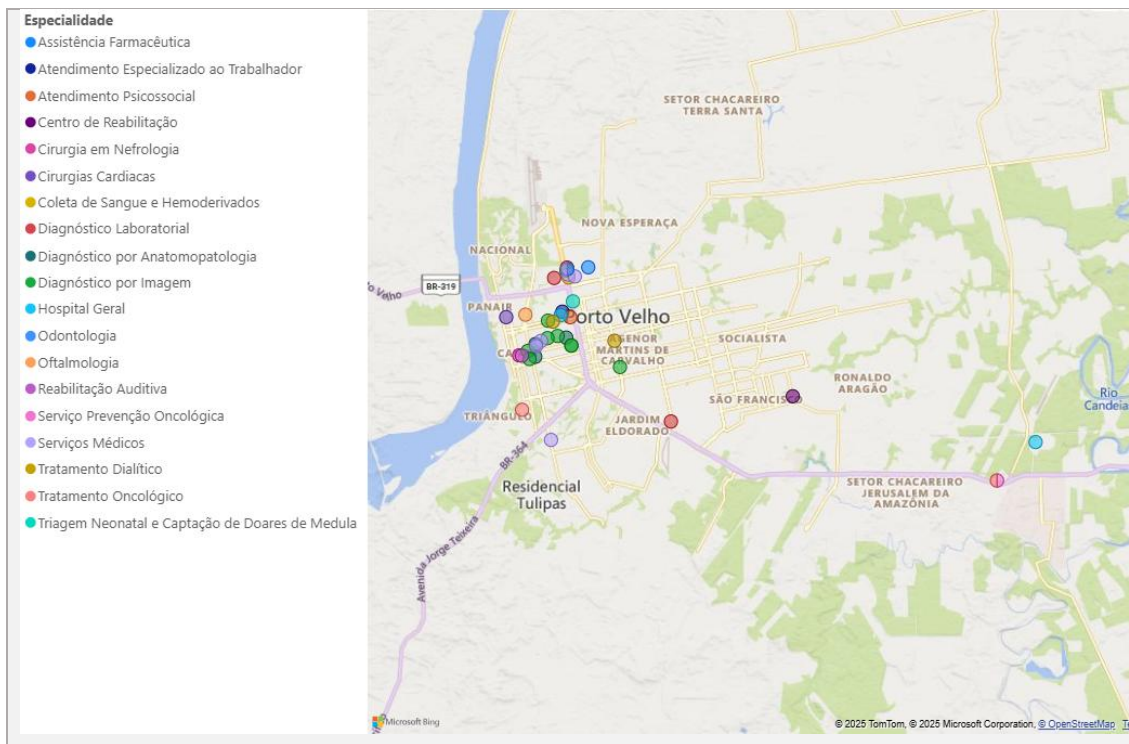 Especialidade
Assistência Farmacêutica
Atendimento Especializado ao Trabalhador
Atendimento Psicossocial
Centro de Reabilitação
Cirurgia em Nefrologia
Cirurgias Cardiacas
Coleta de Sangue e Hemoderivados
Diagnóstico Laboratorial
Diagnóstico por Anatomopatologia
Diagnóstico por Imagem
Hospital Geral
Odontologia
Oftalmologia
Reabilitação Auditiva
Serviço Prevenção Oncológica
Serviços Médicos
Tratamento Dialítico
Tratamento Oncológico
Triagem Neonatal e Captação de Doares de Medula
SETOR CHACAREIRO
TERRA SANTA
NOVA ESPERAÇA
NACIONAL
BR-319
Velho
PANAIR
Porto Velho
AGENOR
MARTINS DE
CARVALHO
SOCIALISTA
RONALDO
ARAGÃO
Rio
Candeia
SÃO FRANCISCO
TRIÂNGULO
JARDIM
ELDORADO
BR-364
SETOR CHACAREIRO
JERUSALEM DA
AMAZÔNIA
Residencial
Tulipas
Avenida Jorge Teixeira
Microsoft Bing
© 2025 TomTom, © 2025 Microsoft Corporation, © OpenStreetMap